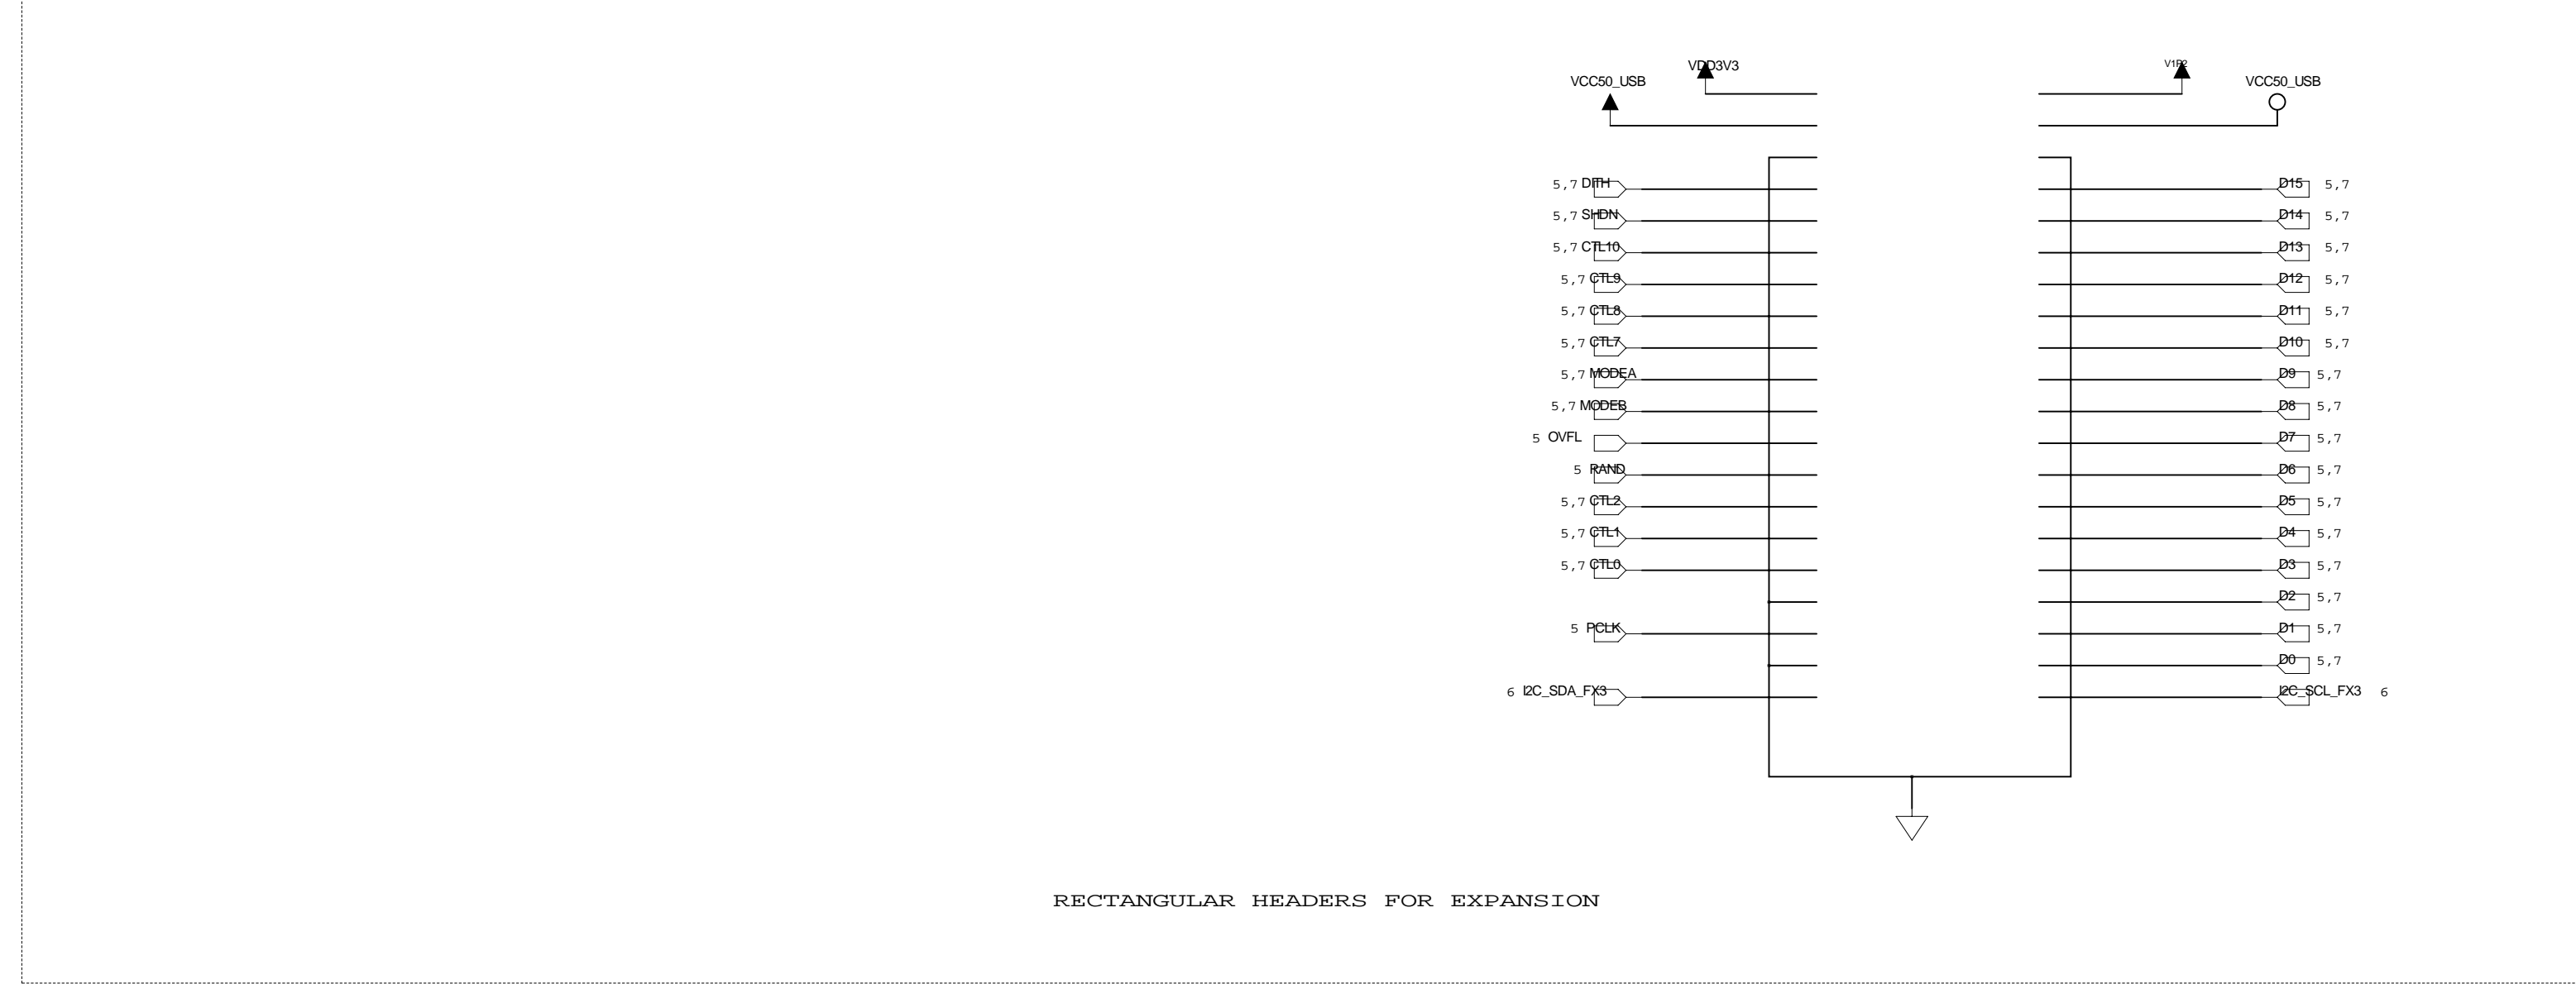 VDD3V3 V1P2
VCC50_USB VCC50_USB
5,7 DITH D15 5,7
5,7 SHDN D14 5,7
5,7 CTL10 D13 5,7
5,7 CTL9 D12 5,7
5,7 CTL8 D11 5,7
5,7 CTL7 D10 5,7
5,7 MODEA D9 5,7
5,7 MODEB D8 5,7
5 OVFL D7 5,7
5 RAND D6 5,7
5,7 CTL2 D5 5,7
5,7 CTL1 D4 5,7
5,7 CTL0 D3 5,7
D2 5,7
5 PCLK D1 5,7
D0 5,7
6 I2C_SDA_FX3 I2C_SCL_FX3 6
RECTANGULAR HEADERS FOR EXPANSION